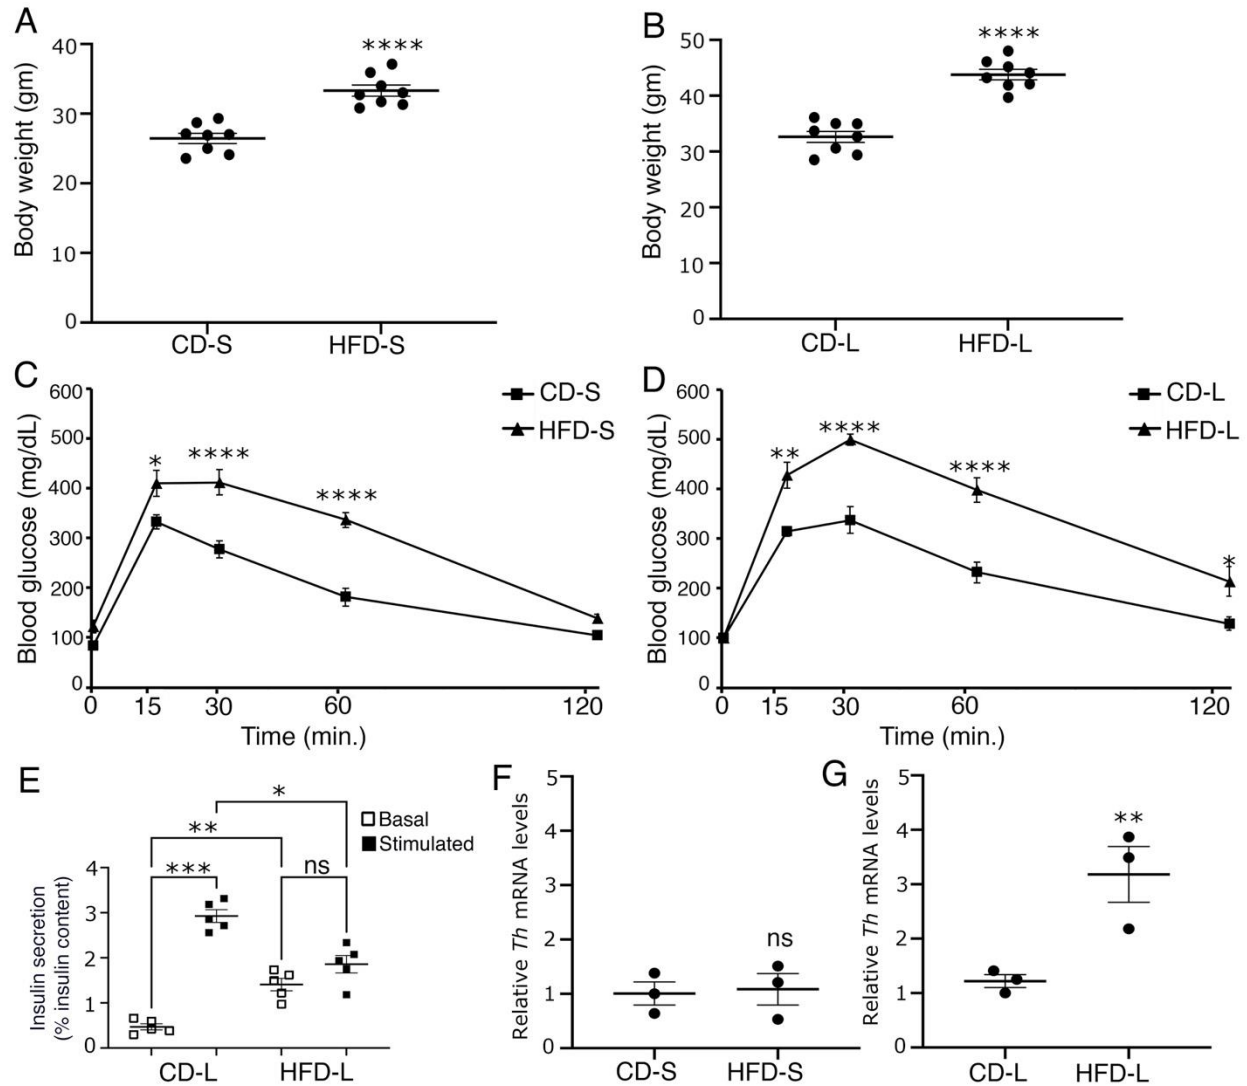 A
Body weight (gm)
40
30
20
10
0
****
CD-S
HFD-S
B
Body weight (gm)
50
40
30
20
10
0
****
CD-L
HFD-L
C
Blood glucose (mg/dL)
600
500
400
300
200
100
0
*
****
****
CD-S
HFD-S
0 15 30 60 120
Time (min.)
D
Blood glucose (mg/dL)
600
500
400
300
200
100
0
**
****
****
*
CD-L
HFD-L
0 15 30 60 120
Time (min.)
E
Insulin secretion
(% insulin content)
4
3
2
1
0
*
**
***
ns
Basal
Stimulated
CD-L
HFD-L
F
Relative Th mRNA levels
5
4
3
2
1
0
ns
CD-S
HFD-S
G
Relative Th mRNA levels
5
4
3
2
1
0
**
CD-L
HFD-L